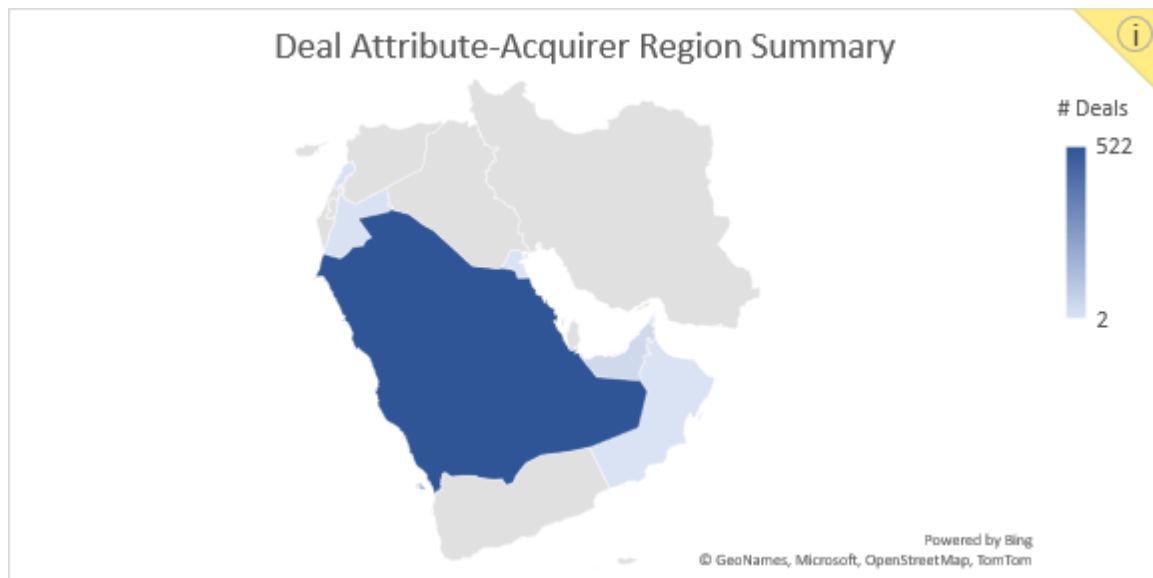 Deal Attribute-Acquirer Region Summary
i
# Deals
522
2
Powered by Bing
© GeoNames, Microsoft, OpenStreetMap, TomTom